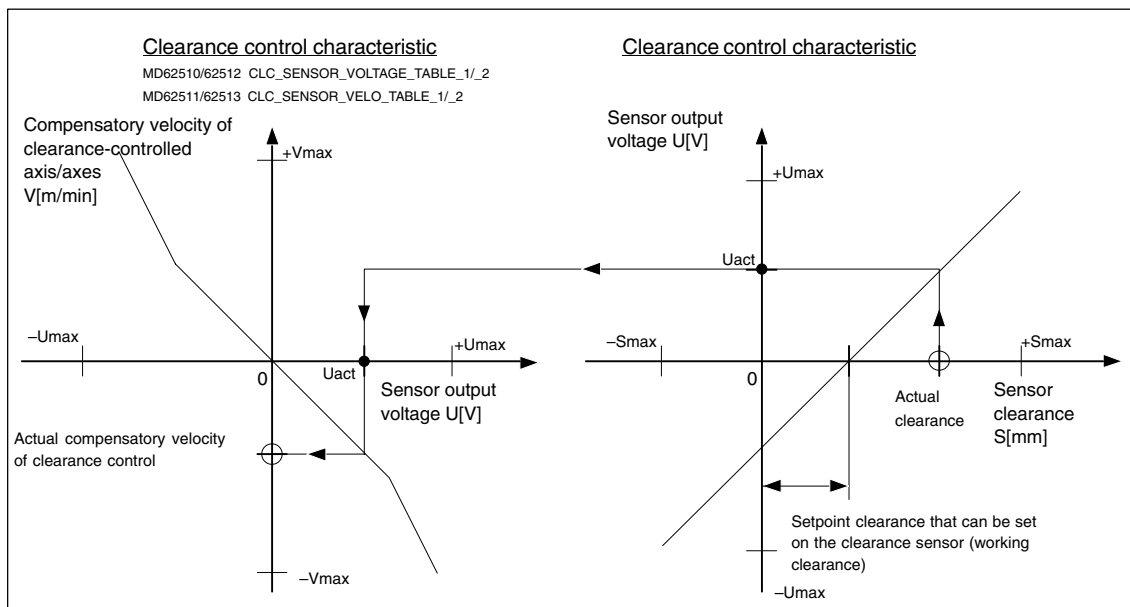 Clearance control characteristic
MD62510/62512 CLC_SENSOR_VOLTAGE_TABLE_1/_2
MD62511/62513 CLC_SENSOR_VELO_TABLE_1/_2
Compensatory velocity of
clearance-controlled
axis/axes
V[m/min]
+Vmax
–Umax
+Umax
0
Uact
Sensor output
voltage U[V]
Actual compensatory velocity
of clearance control
–Vmax
Clearance control characteristic
Sensor output
voltage U[V]
+Umax
Uact
–Smax
+Smax
0
Actual
clearance
Sensor
clearance
S[mm]
Setpoint clearance that can be set
on the clearance sensor (working
clearance)
–Umax